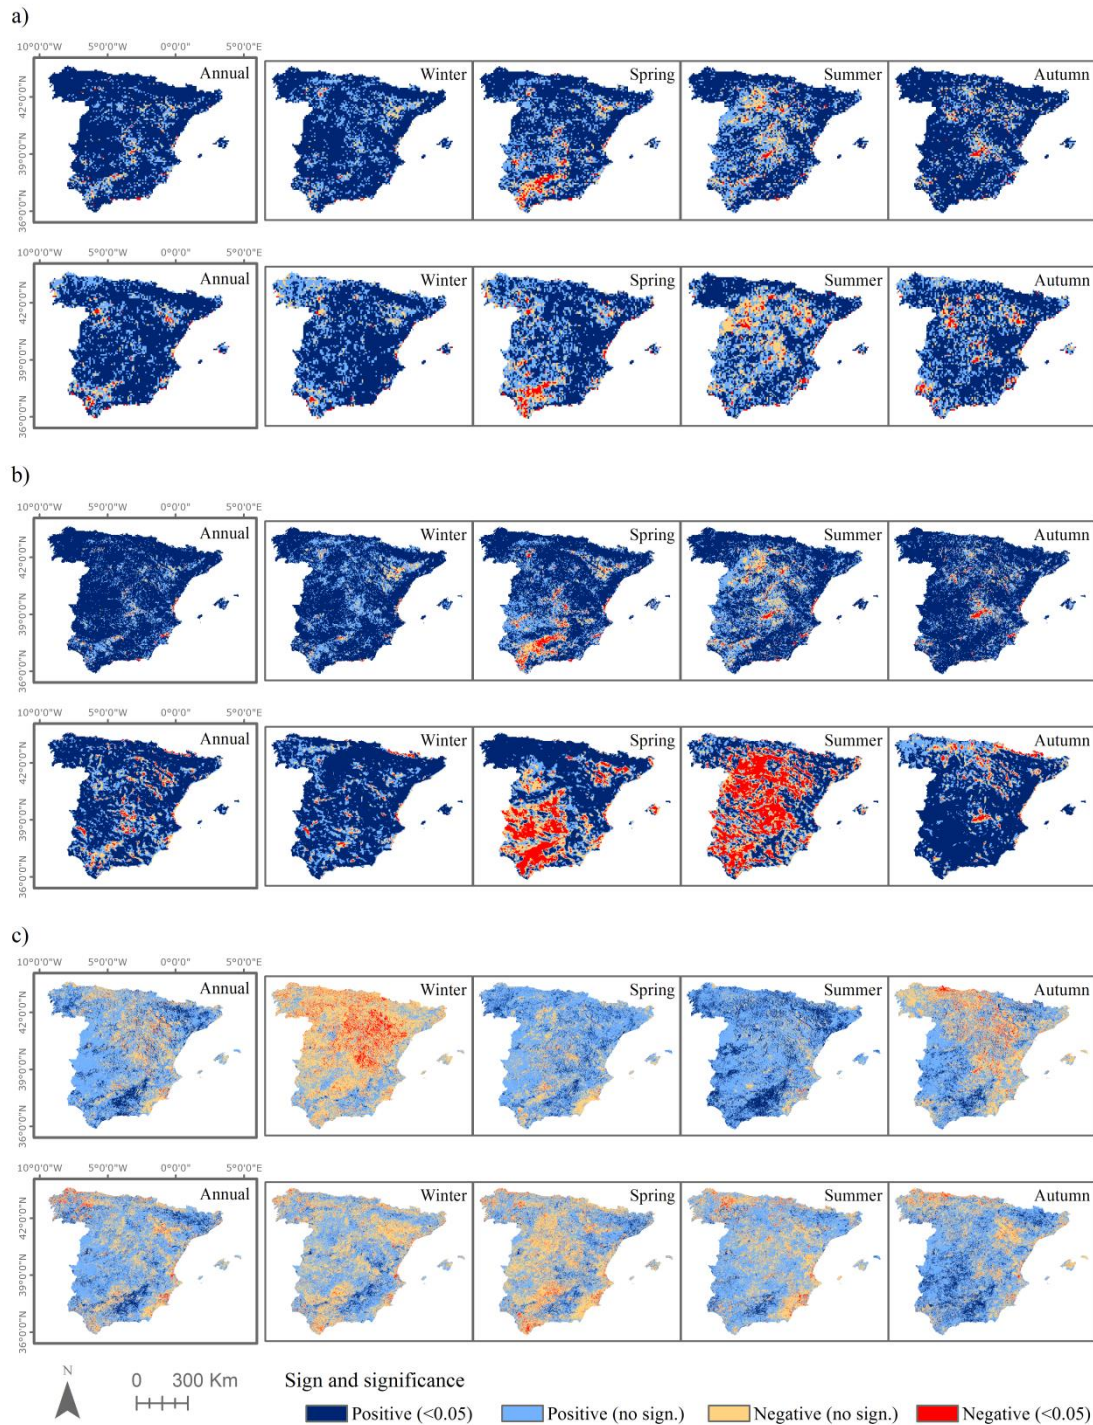 a)
10°0'0"W 5°0'0"W 0°0'0" 5°0'0"E
Annual Winter Spring Summer Autumn
42°0'0"N
39°0'0"N
36°0'0"N
10°0'0"W 5°0'0"W 0°0'0" 5°0'0"E
Annual Winter Spring Summer Autumn
42°0'0"N
39°0'0"N
36°0'0"N
b)
10°0'0"W 5°0'0"W 0°0'0" 5°0'0"E
Annual Winter Spring Summer Autumn
42°0'0"N
39°0'0"N
36°0'0"N
10°0'0"W 5°0'0"W 0°0'0" 5°0'0"E
Annual Winter Spring Summer Autumn
42°0'0"N
39°0'0"N
36°0'0"N
c)
10°0'0"W 5°0'0"W 0°0'0" 5°0'0"E
Annual Winter Spring Summer Autumn
42°0'0"N
39°0'0"N
36°0'0"N
10°0'0"W 5°0'0"W 0°0'0" 5°0'0"E
Annual Winter Spring Summer Autumn
42°0'0"N
39°0'0"N
36°0'0"N
N
0 300 Km
Sign and significance
Positive (<0.05) Positive (no sign.) Negative (no sign.) Negative (<0.05)